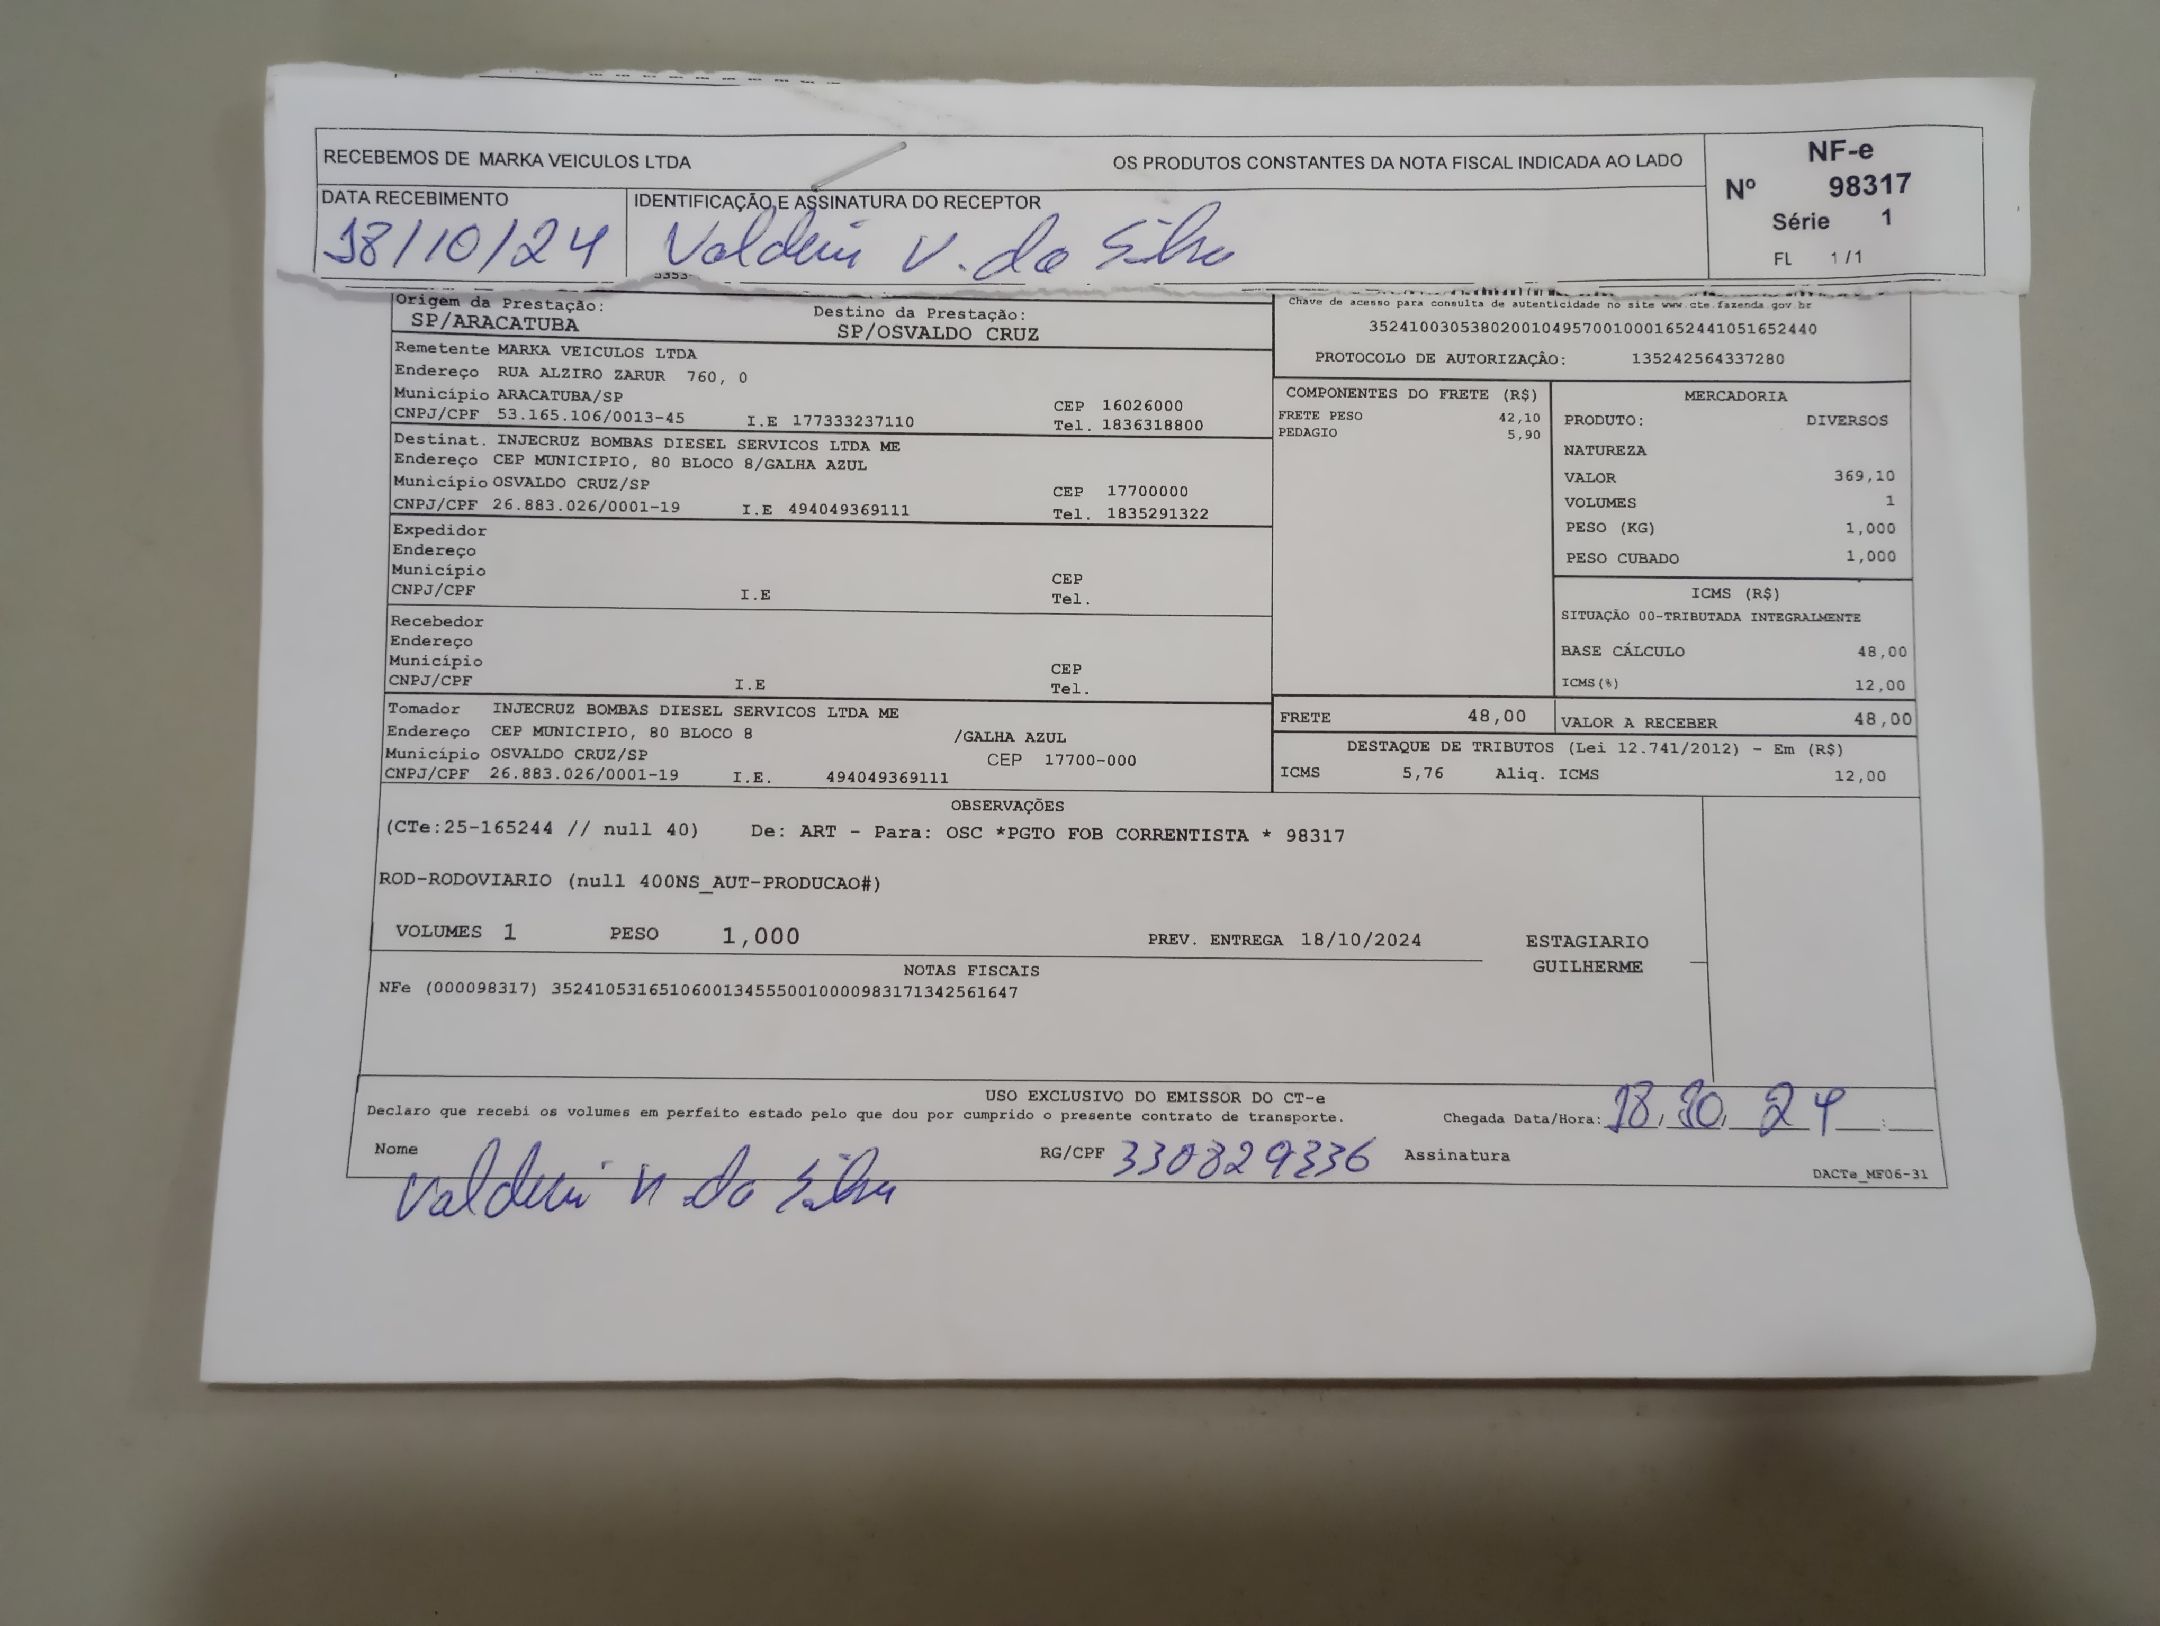 RECEBEMOS DE MARKA VEICULOS LTDA OS PRODUTOS CONSTANTES DA NOTA FISCAL INDICADA AO LADO
NF-e
Nº 98317
Série 1
FL 1/1
DATA RECEBIMENTO
18/10/24
IDENTIFICAÇÃO E ASSINATURA DO RECEPTOR
V. da Silva
Origem da Prestação:
SP/ARACATUBA
Destino da Prestação:
SP/OSVALDO CRUZ
Chave de acesso para consulta de autenticidade no site www.cte.fazenda.gov.br
35241003053802001049570010001652441051652440
PROTOCOLO DE AUTORIZAÇÃO: 135242564337280
Remetente MARKA VEICULOS LTDA
Endereço RUA ALZIRO ZARUR 760, 0
Município ARACATUBA/SP CEP 16026000
CNPJ/CPF 53.165.106/0013-45 I.E 177333237110 Tel. 1836318800
Destinat. INJECRUZ BOMBAS DIESEL SERVICOS LTDA ME
Endereço CEP MUNICIPIO, 80 BLOCO 8/GALHA AZUL
Município OSVALDO CRUZ/SP CEP 17700000
CNPJ/CPF 26.883.026/0001-19 I.E 494049369111 Tel. 1835291322
Expedidor
Endereço
Município CEP
CNPJ/CPF I.E Tel.
Recebedor
Endereço
Município CEP
CNPJ/CPF I.E Tel.
Tomador INJECRUZ BOMBAS DIESEL SERVICOS LTDA ME
Endereço CEP MUNICIPIO, 80 BLOCO 8 /GALHA AZUL
Município OSVALDO CRUZ/SP CEP 17700-000
CNPJ/CPF 26.883.026/0001-19 I.E. 494049369111
COMPONENTES DO FRETE (R$)
FRETE PESO 42,10
PEDAGIO 5,90
MERCADORIA
PRODUTO: DIVERSOS
NATUREZA
VALOR 369,10
VOLUMES 1
PESO (KG) 1,000
PESO CUBADO 1,000
ICMS (R$)
SITUAÇÃO 00-TRIBUTADA INTEGRALMENTE
BASE CÁLCULO 48,00
ICMS(%) 12,00
FRETE 48,00 VALOR A RECEBER 48,00
DESTAQUE DE TRIBUTOS (Lei 12.741/2012) - Em (R$)
ICMS 5,76 Aliq. ICMS 12,00
OBSERVAÇÕES
(CTe:25-165244 // null 40) De: ART - Para: OSC *PGTO FOB CORRENTISTA * 98317
ROD-RODOVIARIO (null 400NS_AUT-PRODUCAO#)
VOLUMES 1 PESO 1,000 PREV. ENTREGA 18/10/2024
ESTAGIARIO
GUILHERME
NOTAS FISCAIS
NFe (000098317) 35241053165106001345550010000983171342561647
USO EXCLUSIVO DO EMISSOR DO CT-e
Declaro que recebi os volumes em perfeito estado pelo que dou por cumprido o presente contrato de transporte.
Chegada Data/Hora: 18, 10, 24 :
Nome V. da Silva
RG/CPF 330829336 Assinatura
DACTe_MF06-31